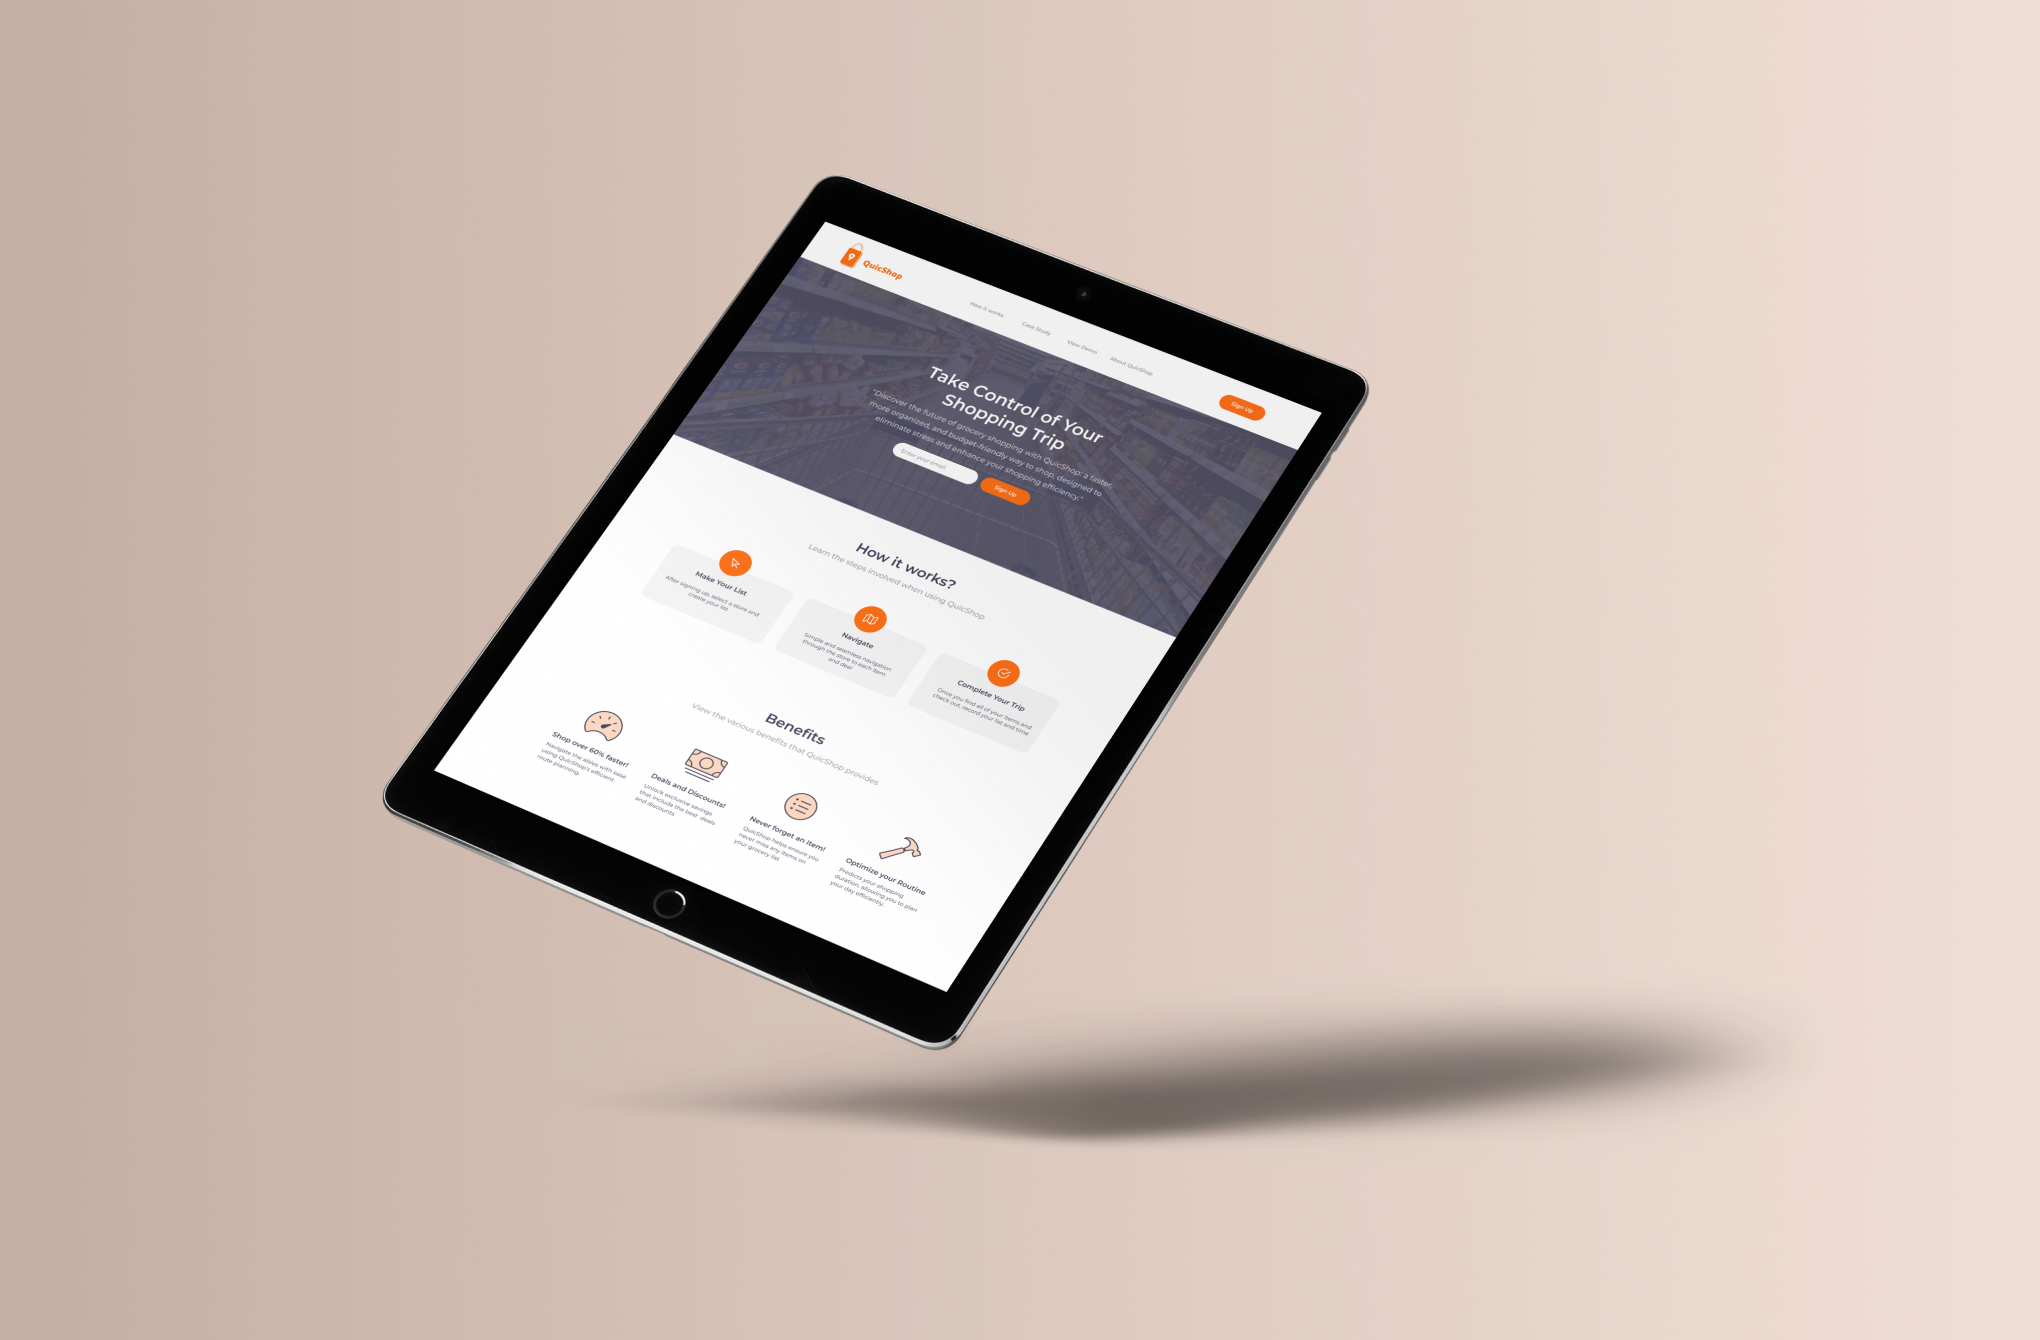 QuicShop
How it works
Case Study
View Demo
About QuicShop
Sign Up
Take Control of Your
Shopping Trip
"Discover the future of grocery shopping with QuicShop: a faster,
more organized, and budget-friendly way to shop, designed to
eliminate stress and enhance your shopping efficiency."
Enter your email
Sign Up
How it works?
Learn the steps involved when using QuicShop
Make Your List
After signing up, select a store and
create your list
Navigate
Simple and seamless navigation
through the store to each item
and deal
Complete Your Trip
Once you find all of your items and
check out, record your list and time
Benefits
View the various benefits that QuicShop provides
Shop over 60% faster!
Navigate the aisles with ease
using QuicShop's efficient
route planning.
Deals and Discounts!
Unlock exclusive savings
that include the best deals
and discounts
Never forget an Item!
QuicShop helps ensure you
never miss any items on
your grocery list
Optimize your Routine
Predicts your shopping
duration, allowing you to plan
your day efficiently.